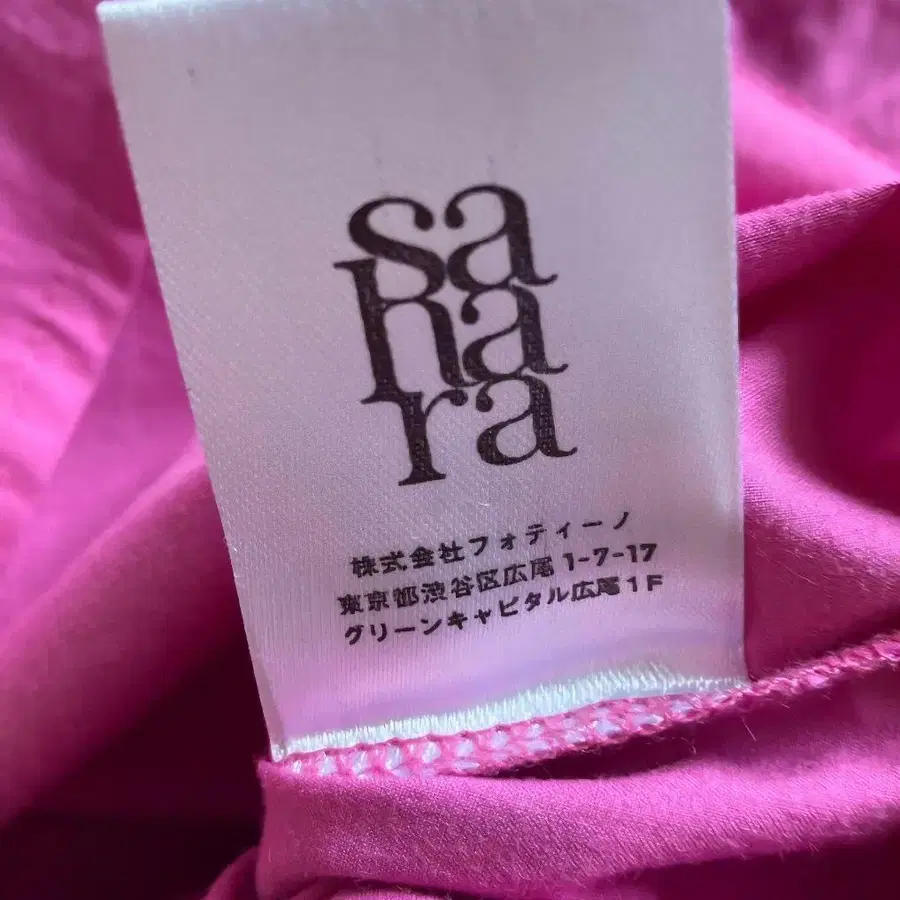 sa
ha
ra
株式会社フォティーノ
東京都渋谷区広尾1-7-17
グリーンキャピタル広尾1F